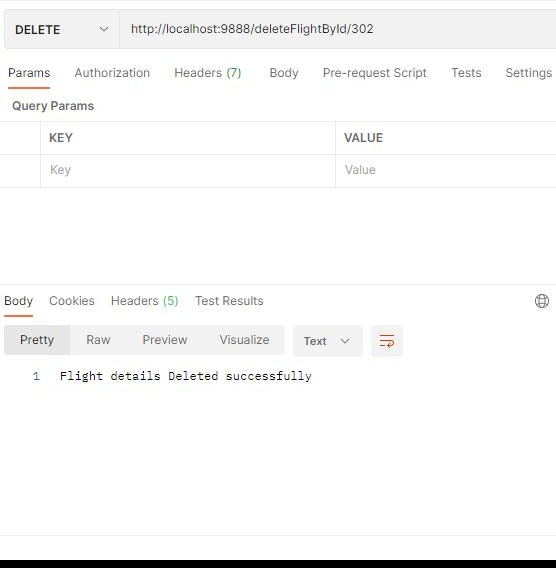 DELETE http://localhost:9888/deleteFlightById/302
Params Authorization Headers (7) Body Pre-request Script Tests Settings
Query Params
KEY VALUE
Key Value
Body Cookies Headers (5) Test Results
Pretty Raw Preview Visualize Text
1 Flight details Deleted successfully